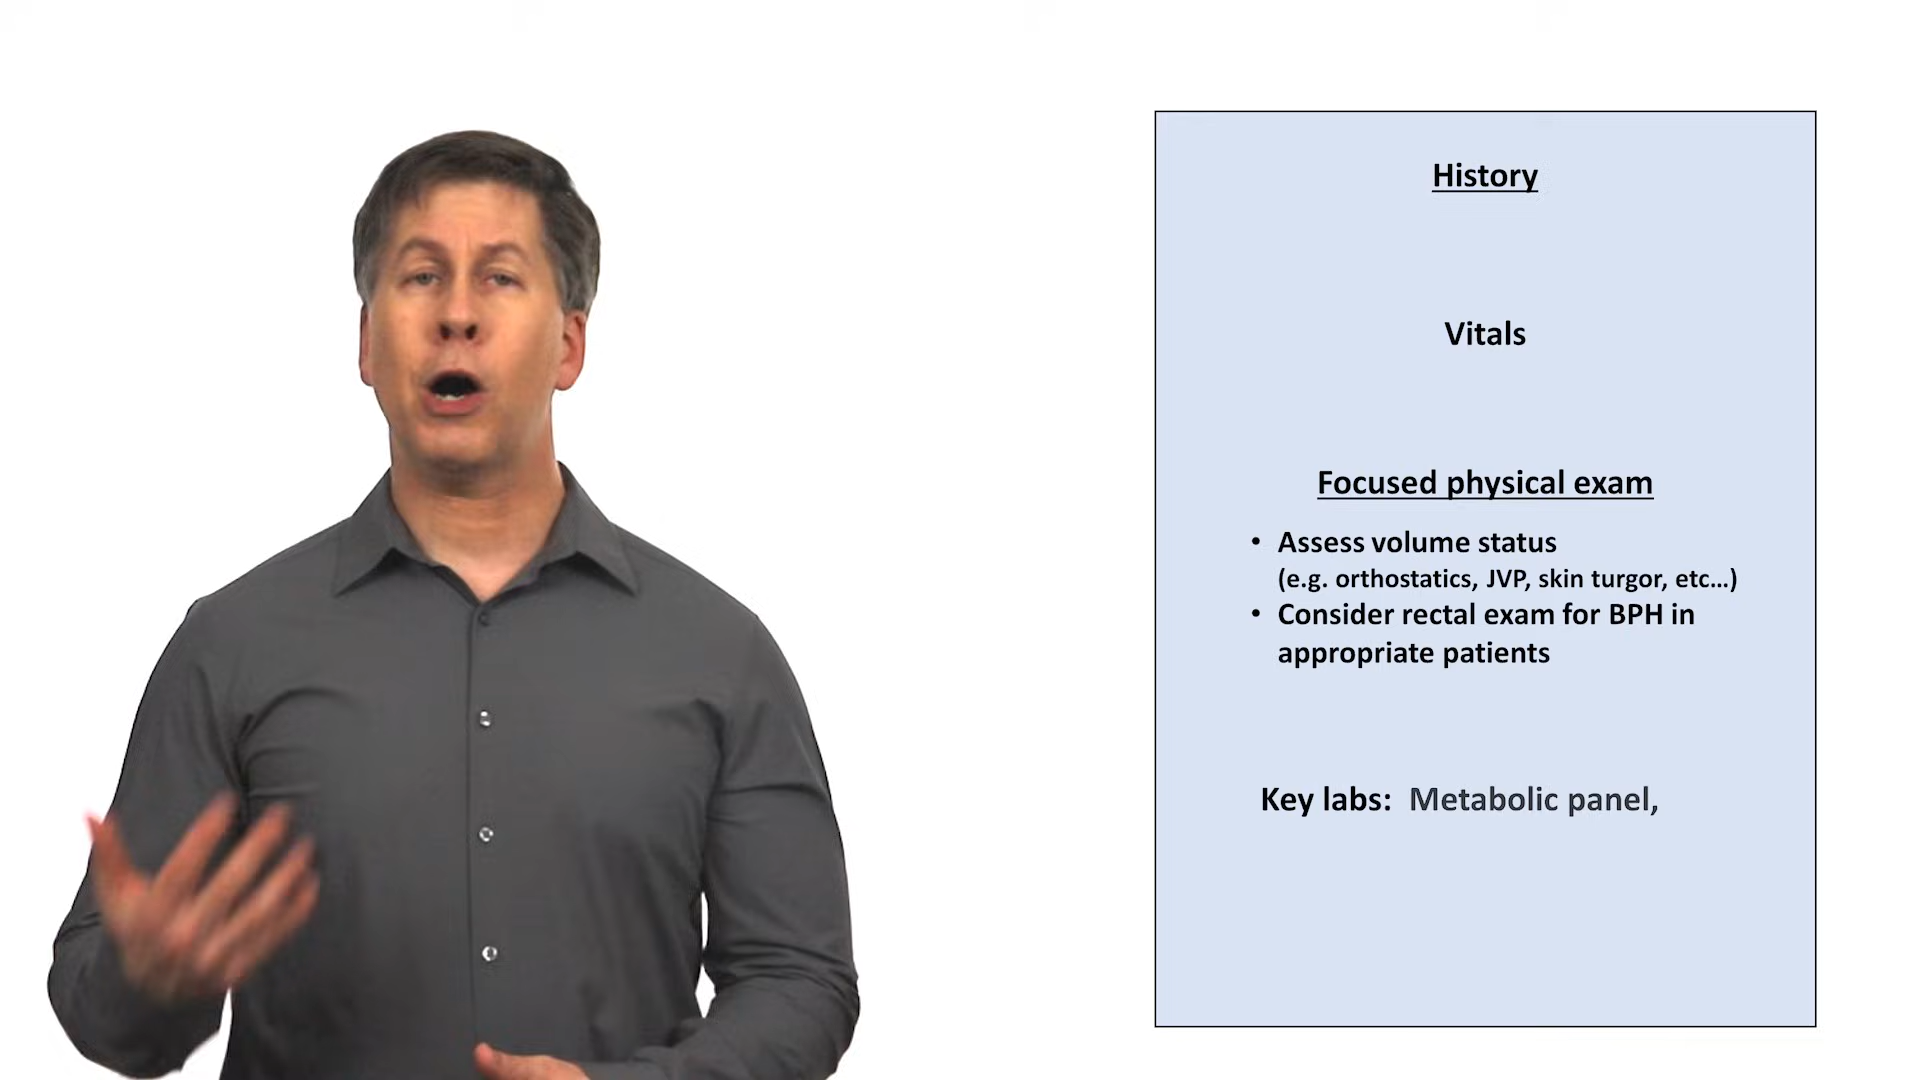 History
Vitals
Focused physical exam
• Assess volume status
(e.g. orthostatics, JVP, skin turgor, etc...)
• Consider rectal exam for BPH in
appropriate patients
Key labs: Metabolic panel,